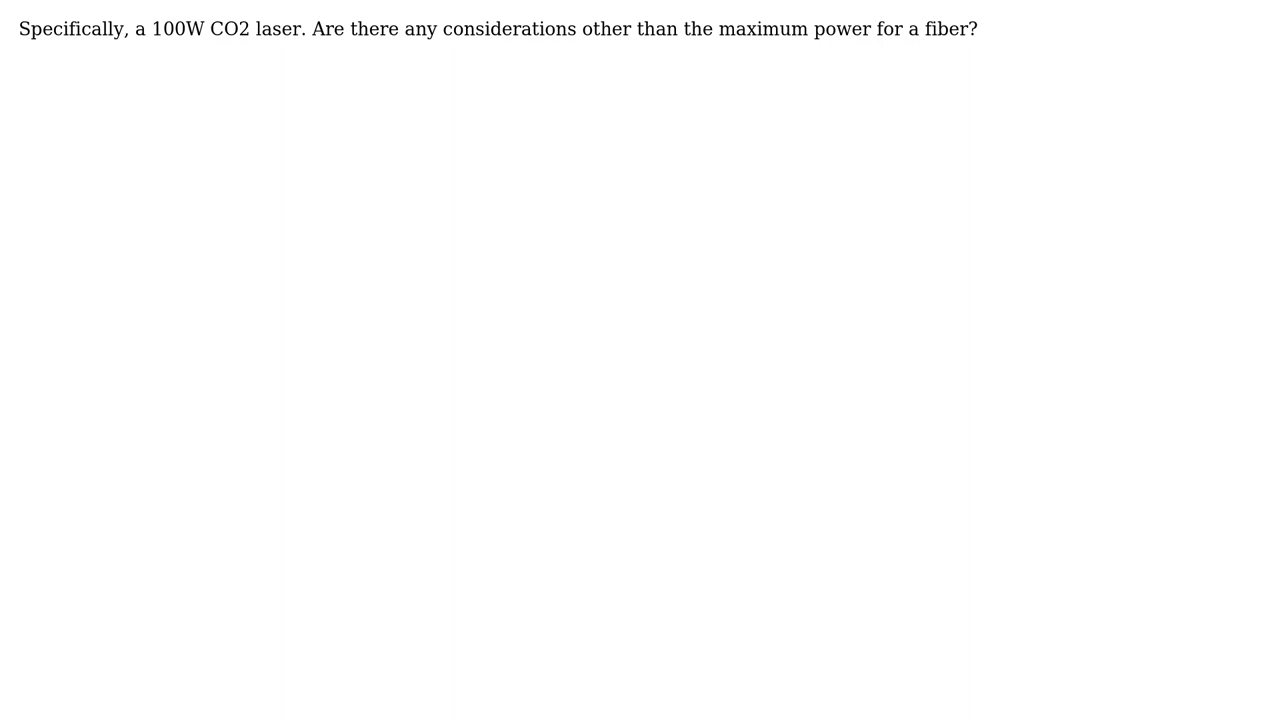 Specifically, a 100W CO2 laser. Are there any considerations other than the maximum power for a fiber?